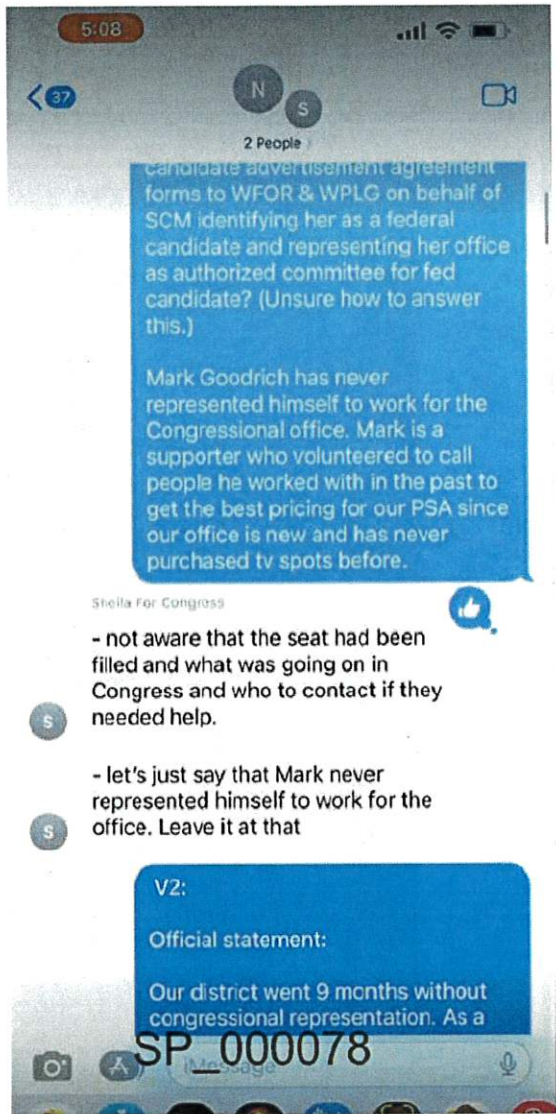 5:08
37
N
S
2 People
candidate advertisement agreement
forms to WFOR & WPLG on behalf of
SCM identifying her as a federal
candidate and representing her office
as authorized committee for fed
candidate? (Unsure how to answer
this.)
Mark Goodrich has never
represented himself to work for the
Congressional office. Mark is a
supporter who volunteered to call
people he worked with in the past to
get the best pricing for our PSA since
our office is new and has never
purchased tv spots before.
Sheila For Congress
- not aware that the seat had been
filled and what was going on in
Congress and who to contact if they
needed help.
S
- let's just say that Mark never
represented himself to work for the
office. Leave it at that
S
V2:
Official statement:
Our district went 9 months without
congressional representation. As a
SP_000078
iMessage